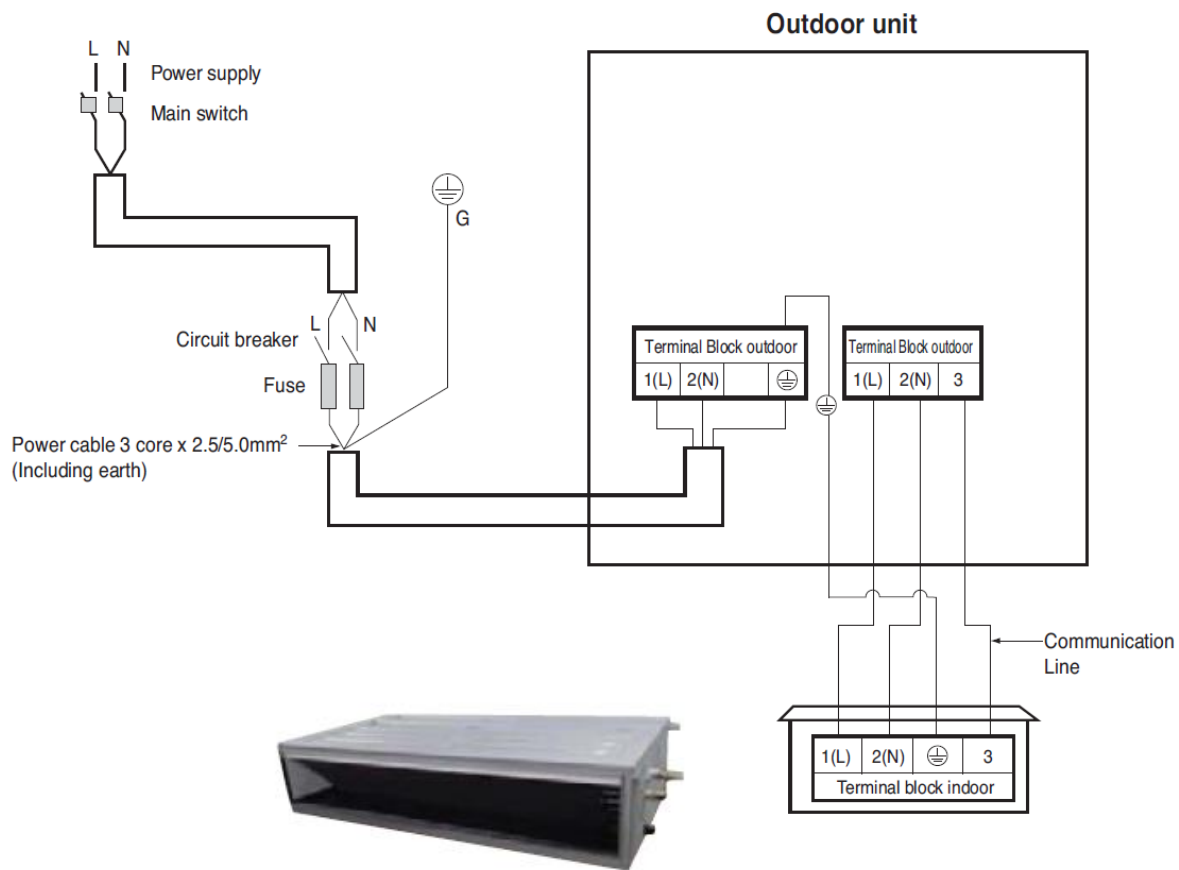 Outdoor unit
L N
Power supply
Main switch
G
L N
Circuit breaker
Fuse
Power cable 3 core x 2.5/5.0mm²
(Including earth)
Terminal Block outdoor
1(L) 2(N)
Terminal Block outdoor
1(L) 2(N) 3
Communication
Line
1(L) 2(N) 3
Terminal block indoor